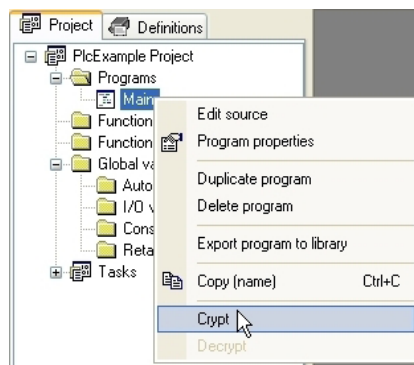 Project Definitions
PlcExample Project
Programs
Main
Function
Function
Global va
Auto
I/O v
Cons
Reta
Tasks
Edit source
Program properties
Duplicate program
Delete program
Export program to library
Copy (name) Ctrl+C
Crypt
Decrypt